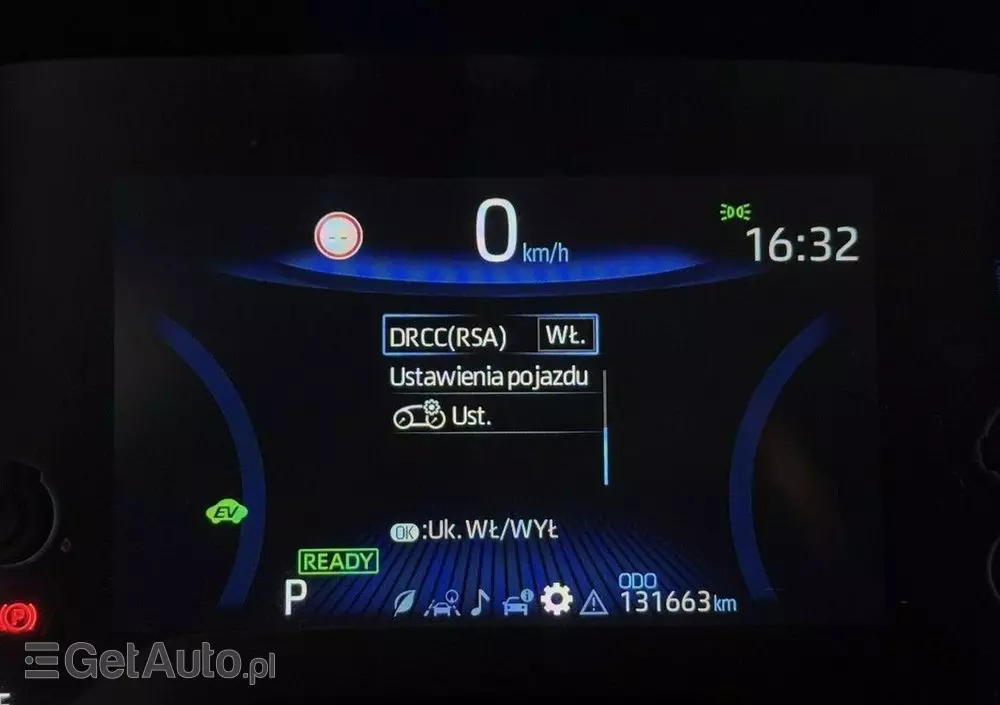 --
0 km/h
16:32
DRCC(RSA) WŁ.
Ustawienia pojazdu
Ust.
EV
OK:Uk. WŁ/WYŁ
READY
P
ODO
131663 km
(P)
GetAuto.pl